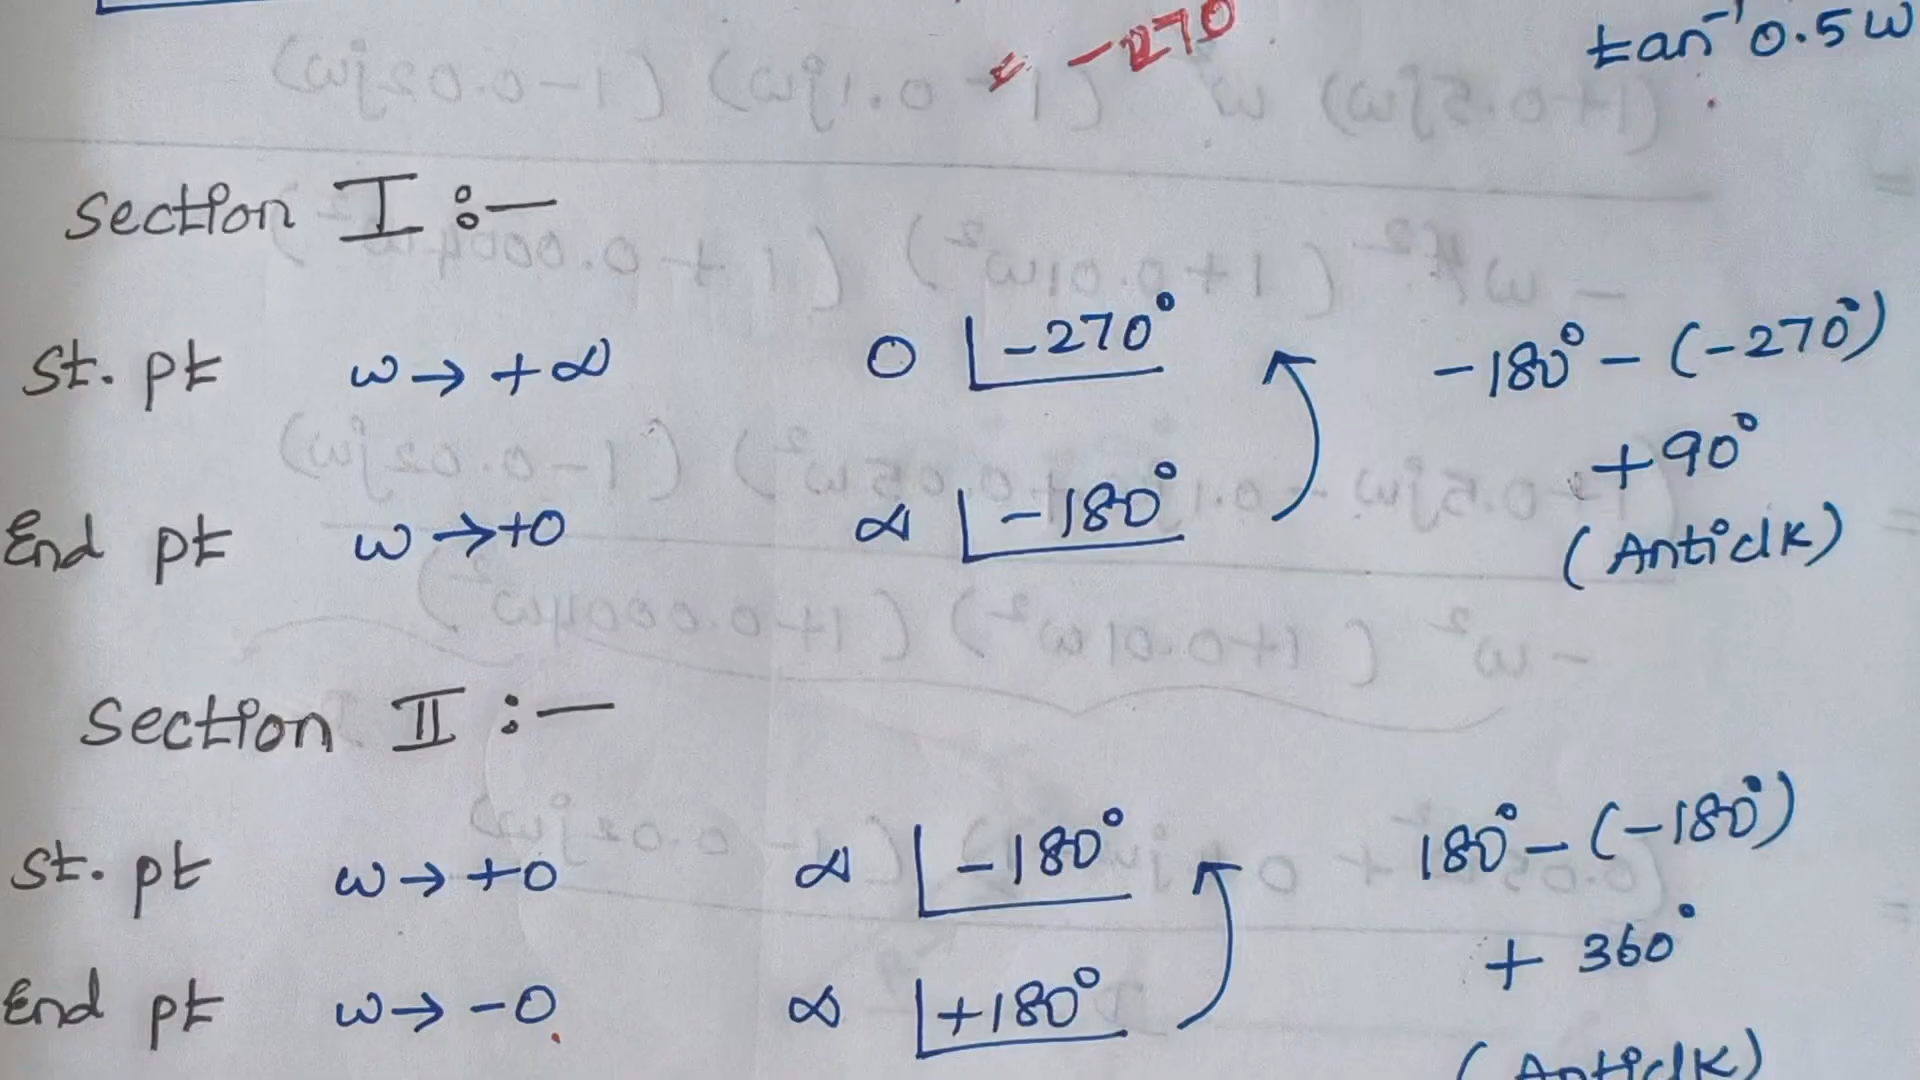 = -270
tan⁻¹0.5ω
Section I :-
St. pt ω → +∞ 0 ∠-270° -180° - (-270°)
+90°
End pt ω → +0 ∞ ∠-180° (Anticlk)
Section II :-
St. pt ω → +0 ∞ ∠-180° 180° - (-180°)
+ 360°
End pt ω → -0 ∞ ∠+180°
(Anticlk)